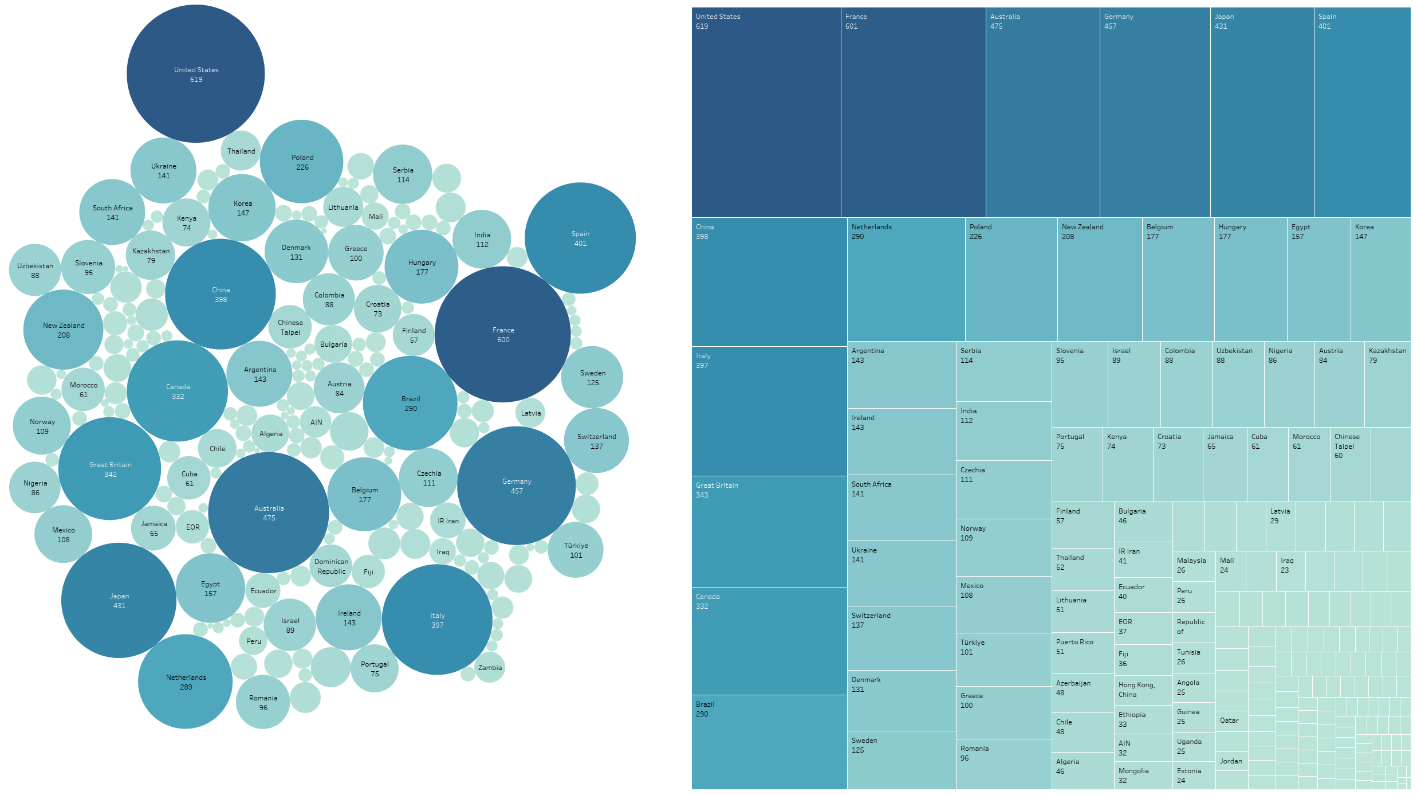 United States
619
Thailand
Poland
226
Ukraine
141
Serbia
114
South Africa
141
Kenya
74
Korea
147
Lithuania
Mali
India
112
Spain
401
Uzbekistan
88
Slovenia
95
Kazakhstan
79
Denmark
131
Greece
100
Hungary
177
China
398
Colombia
88
Croatia
73
New Zealand
208
Chinese
Taipei
Bulgaria
Finland
57
France
600
Morocco
61
Canada
332
Argentina
143
Austria
84
Brazil
290
Sweden
125
Latvia
Norway
109
Algeria
AIN
Switzerland
137
Chile
Great Britain
342
Cuba
61
Nigeria
86
Australia
475
Belgium
177
Czechia
111
Germany
457
Mexico
108
Jamaica
65
EOR
IR Iran
Iraq
Türkiye
101
Dominican
Republic
Fiji
Japan
431
Egypt
157
Ecuador
Israel
89
Ireland
143
Italy
397
Peru
Portugal
75
Zambia
Netherlands
289
Romania
96
United States
619
France
601
Australia
475
Germany
457
Japan
431
Spain
401
China
398
Netherlands
290
Poland
226
New Zealand
208
Belgium
177
Hungary
177
Egypt
157
Korea
147
Italy
397
Great Britain
343
Canada
332
Brazil
290
Argentina
143
Ireland
143
South Africa
141
Ukraine
141
Switzerland
137
Denmark
131
Sweden
125
Serbia
114
India
112
Czechia
111
Norway
109
Mexico
108
Türkiye
101
Greece
100
Romania
96
Slovenia
95
Israel
89
Colombia
88
Uzbekistan
88
Nigeria
86
Austria
84
Kazakhstan
79
Portugal
75
Kenya
74
Croatia
73
Jamaica
65
Cuba
61
Morocco
61
Chinese
Taipei
60
Finland
57
Thailand
52
Lithuania
51
Puerto Rico
51
Azerbaijan
48
Chile
48
Algeria
46
Bulgaria
46
IR Iran
41
Ecuador
40
EOR
37
Fiji
36
Hong Kong,
China
Ethiopia
33
AIN
32
Mongolia
32
Latvia
29
Malaysia
26
Peru
26
Republic
of
Tunisia
26
Angola
25
Guinea
25
Uganda
25
Estonia
24
Mali
24
Iraq
23
Qatar
Jordan